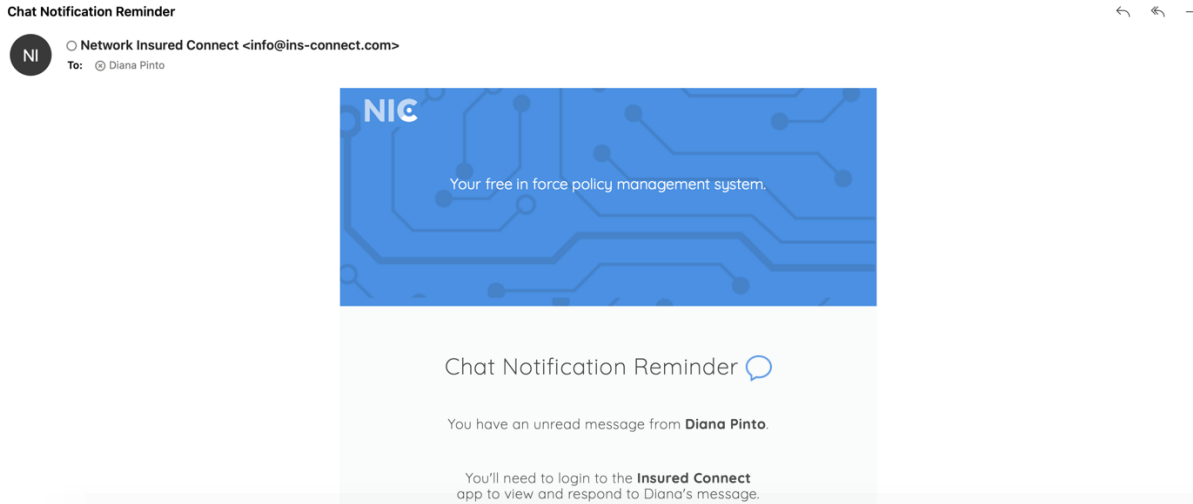 Chat Notification Reminder
NI
Network Insured Connect <info@ins-connect.com>
To: Diana Pinto
NIC
Your free in force policy management system.
Chat Notification Reminder
You have an unread message from Diana Pinto.
You'll need to login to the Insured Connect
app to view and respond to Diana's message.